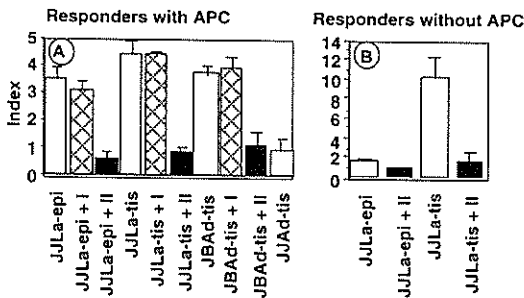 Responders with APC
Responders without APC
A
B
Index
5
4
3
2
1
0
14
12
10
8
6
4
2
0
JJLa-epi
JJLa-epi + I
JJLa-epi + II
JJLa-tis
JJLa-tis + I
JJLa-tis + II
JBAd-tis
JBAd-tis + I
JBAd-tis + II
JJAd-tis
JJLa-epi
JJLa-epi + II
JJLa-tis
JJLa-tis + II